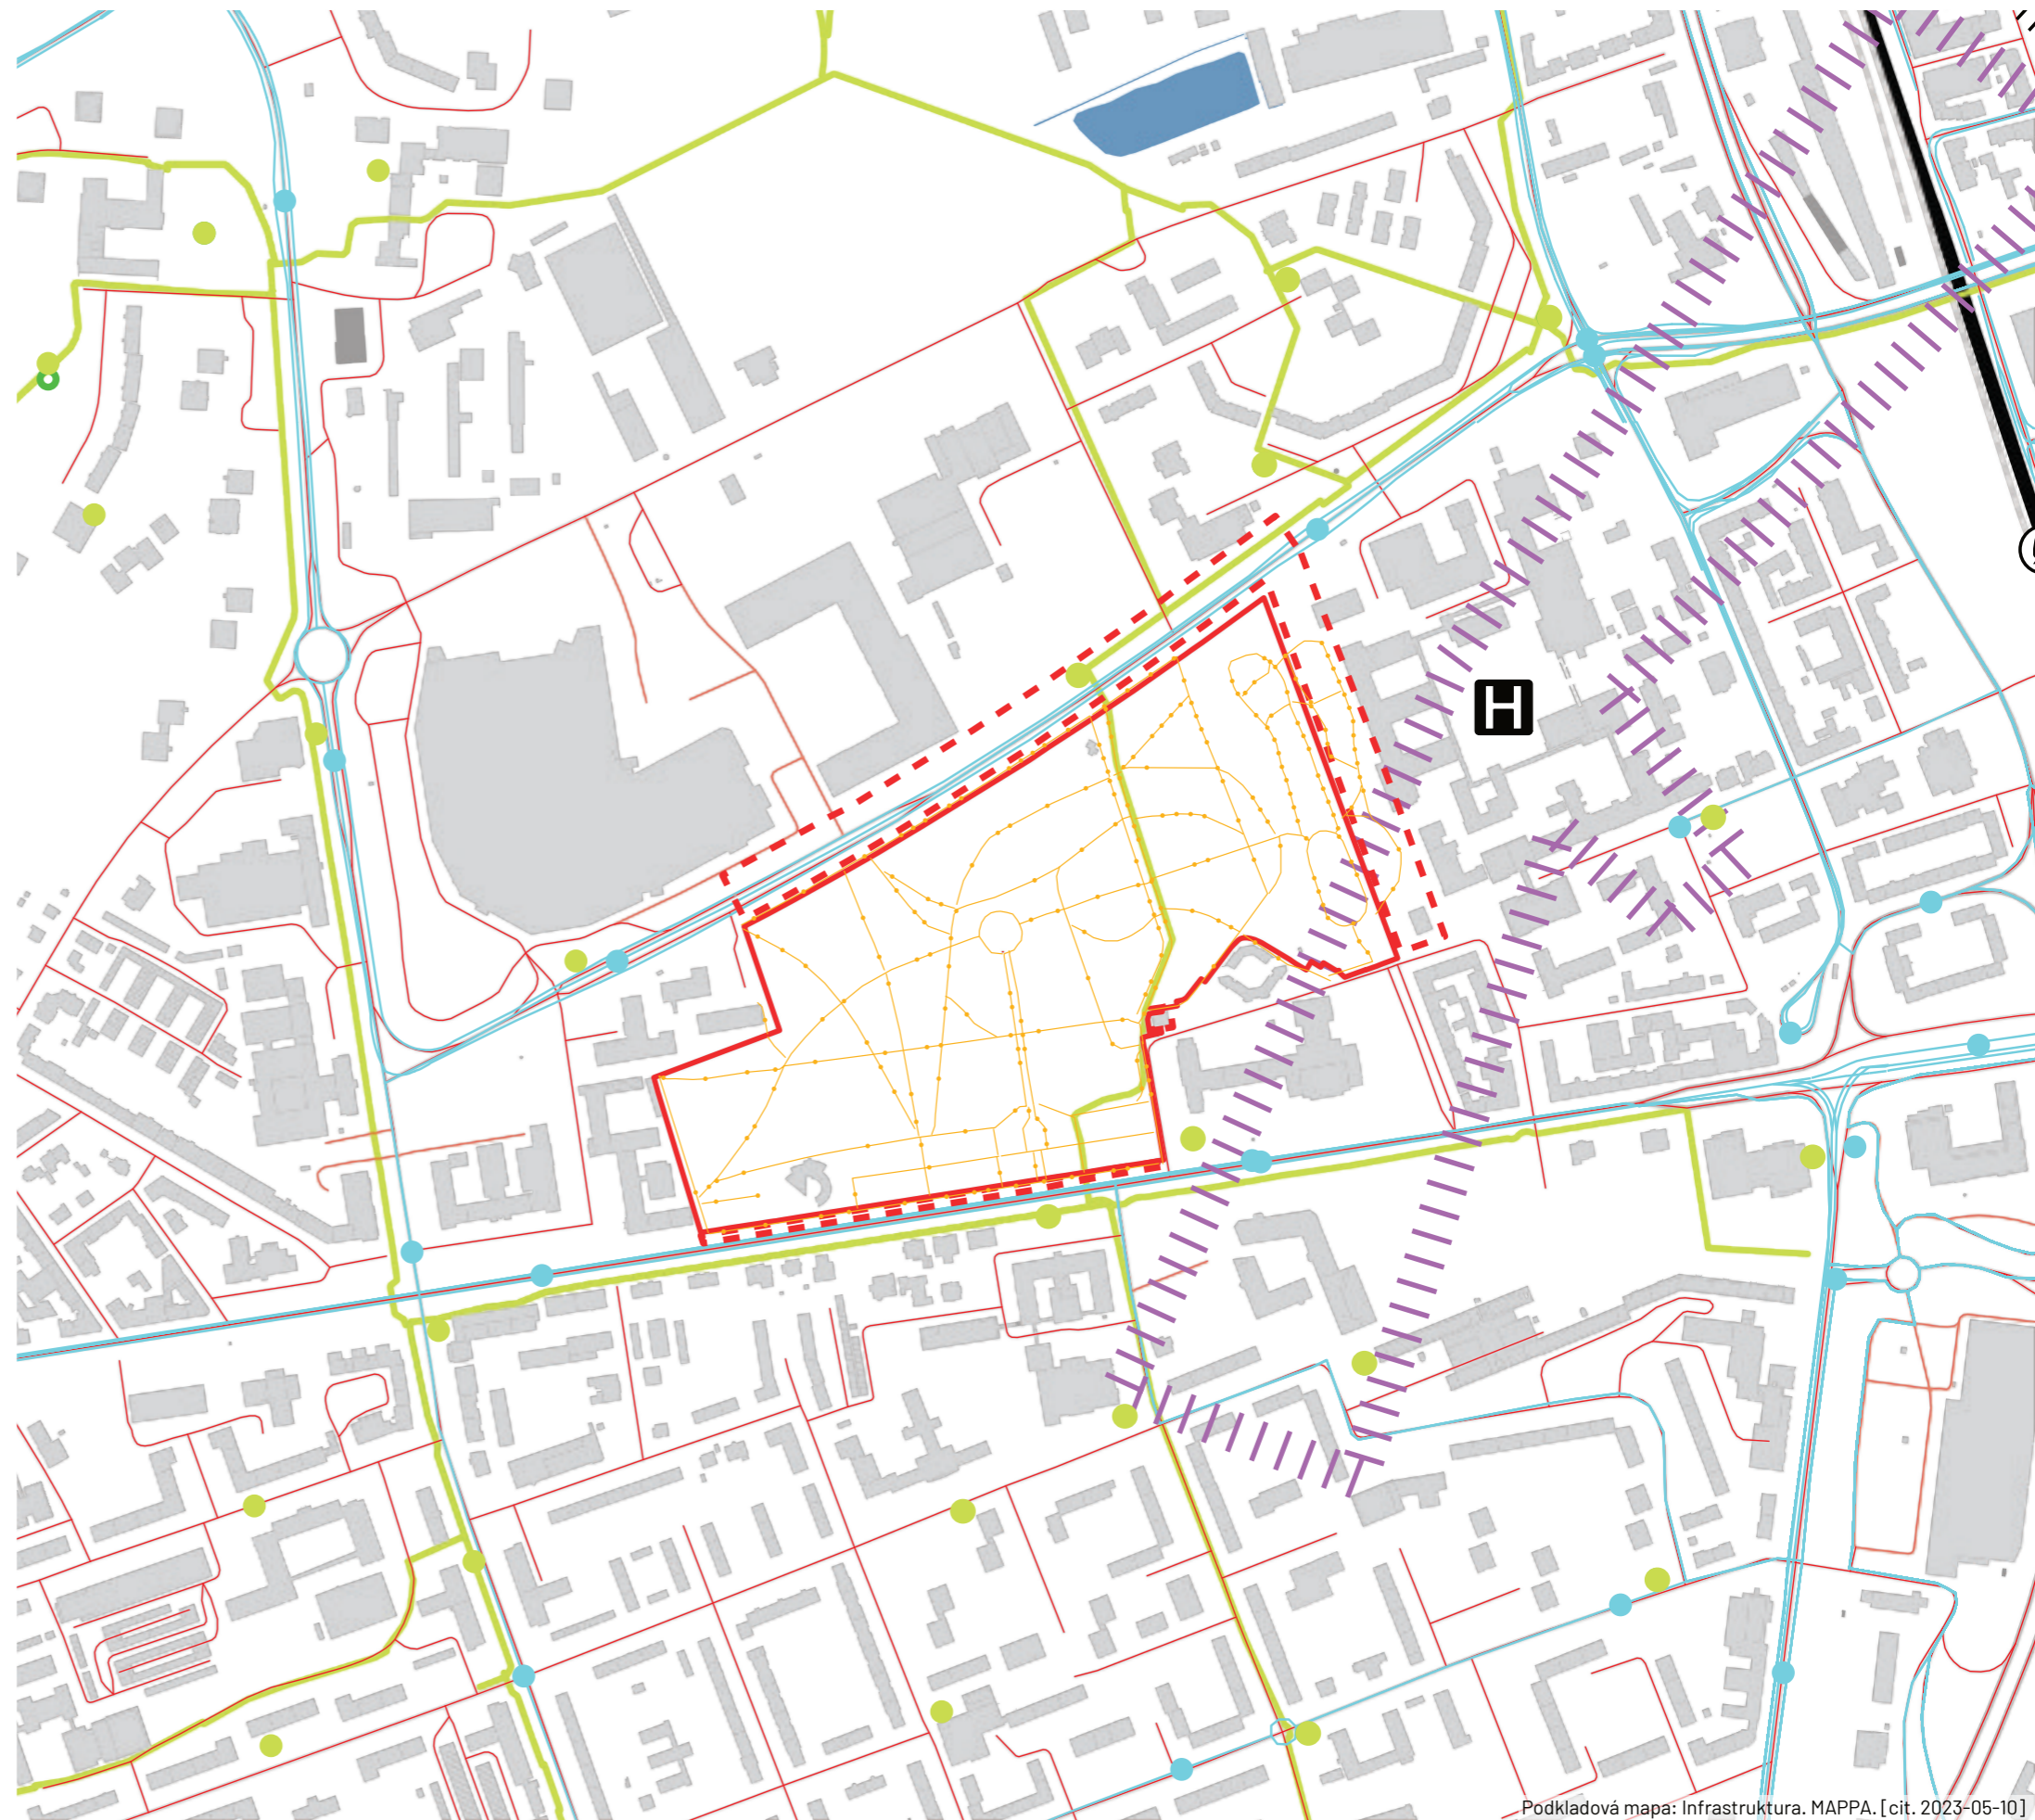 H
Podkladová mapa: Infrastruktura. MAPPA. [cit. 2023-05-10]